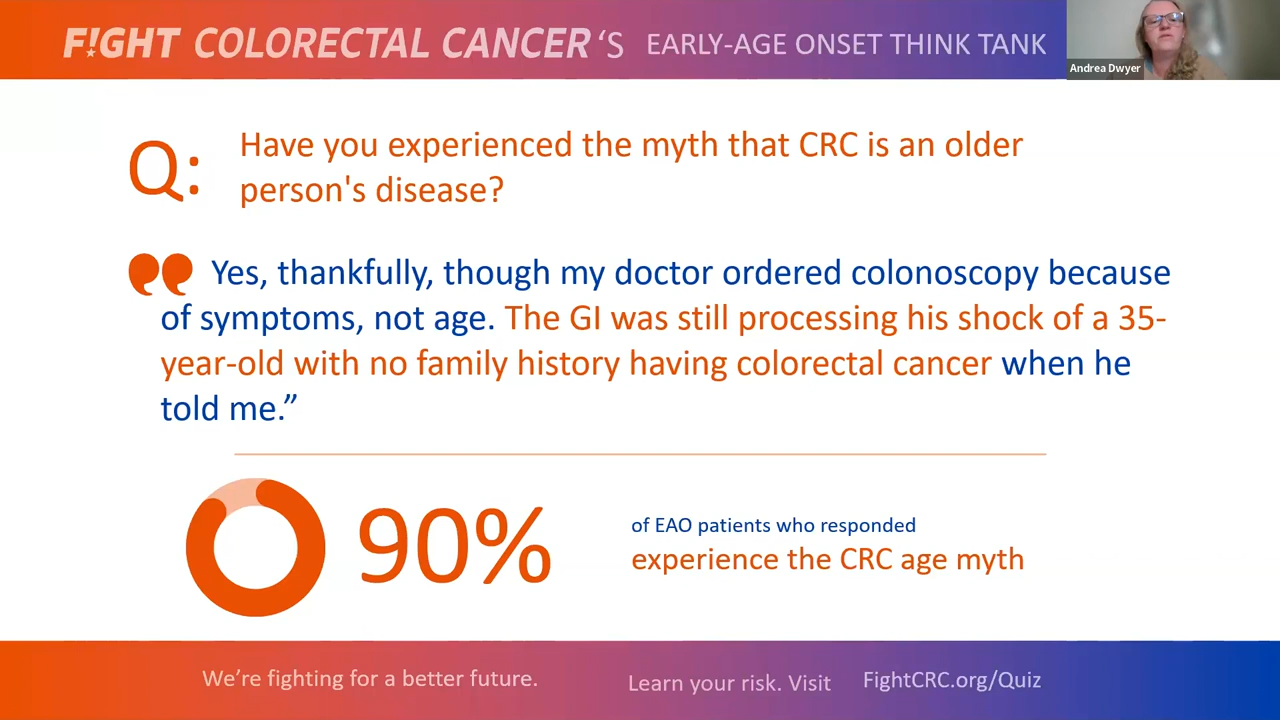 F!GHT COLORECTAL CANCER'S EARLY-AGE ONSET THINK TANK
Andrea Dwyer
Q: Have you experienced the myth that CRC is an older
person's disease?
❝ Yes, thankfully, though my doctor ordered colonoscopy because
of symptoms, not age. The GI was still processing his shock of a 35-
year-old with no family history having colorectal cancer when he
told me.”
90%
of EAO patients who responded
experience the CRC age myth
We’re fighting for a better future.
Learn your risk. Visit FightCRC.org/Quiz